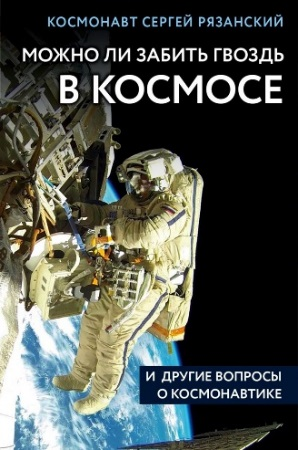 КОСМОНАВТ СЕРГЕЙ РЯЗАНСКИЙ
МОЖНО ЛИ ЗАБИТЬ ГВОЗДЬ
В КОСМОСЕ
И ДРУГИЕ ВОПРОСЫ
О КОСМОНАВТИКЕ